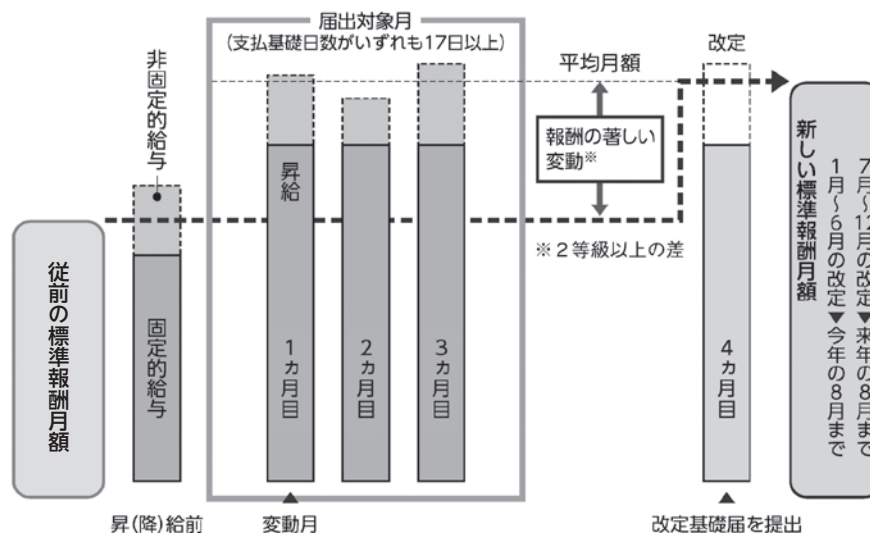 届出対象月
（支払基礎日数がいずれも17日以上）
非固定的給与
改定
平均月額
報酬の著しい
変動※
※２等級以上の差
昇給
従前の標準報酬月額
固定的給与
1ヵ月目
2ヵ月目
3ヵ月目
4ヵ月目
新しい標準報酬月額
7月～12月の改定▼来年の8月まで
1月～6月の改定▼今年の8月まで
昇（降）給前
変動月
改定基礎届を提出